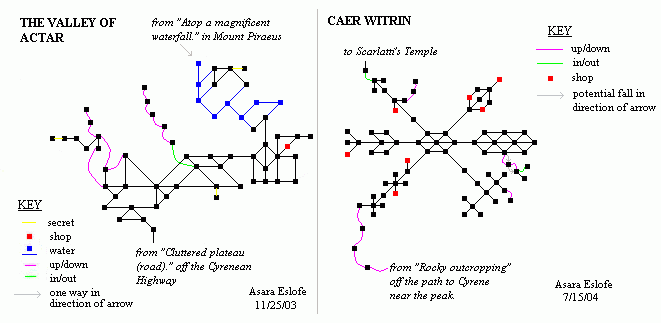 THE VALLEY OF
ACTAR
from "Atop a magnificent
waterfall." in Mount Piraeus
KEY
secret
shop
water
up/down
in/out
one way in
direction of arrow
from "Cluttered plateau
(road)." off the Cyrenean
Highway
Asara Eslofe
11/25/03
CAER WITRIN
to Scarlatti's Temple
KEY
up/down
in/out
shop
potential fall in
direction of arrow
from "Rocky outcropping"
off the path to Cyrene
near the peak.
Asara Eslofe
7/15/04